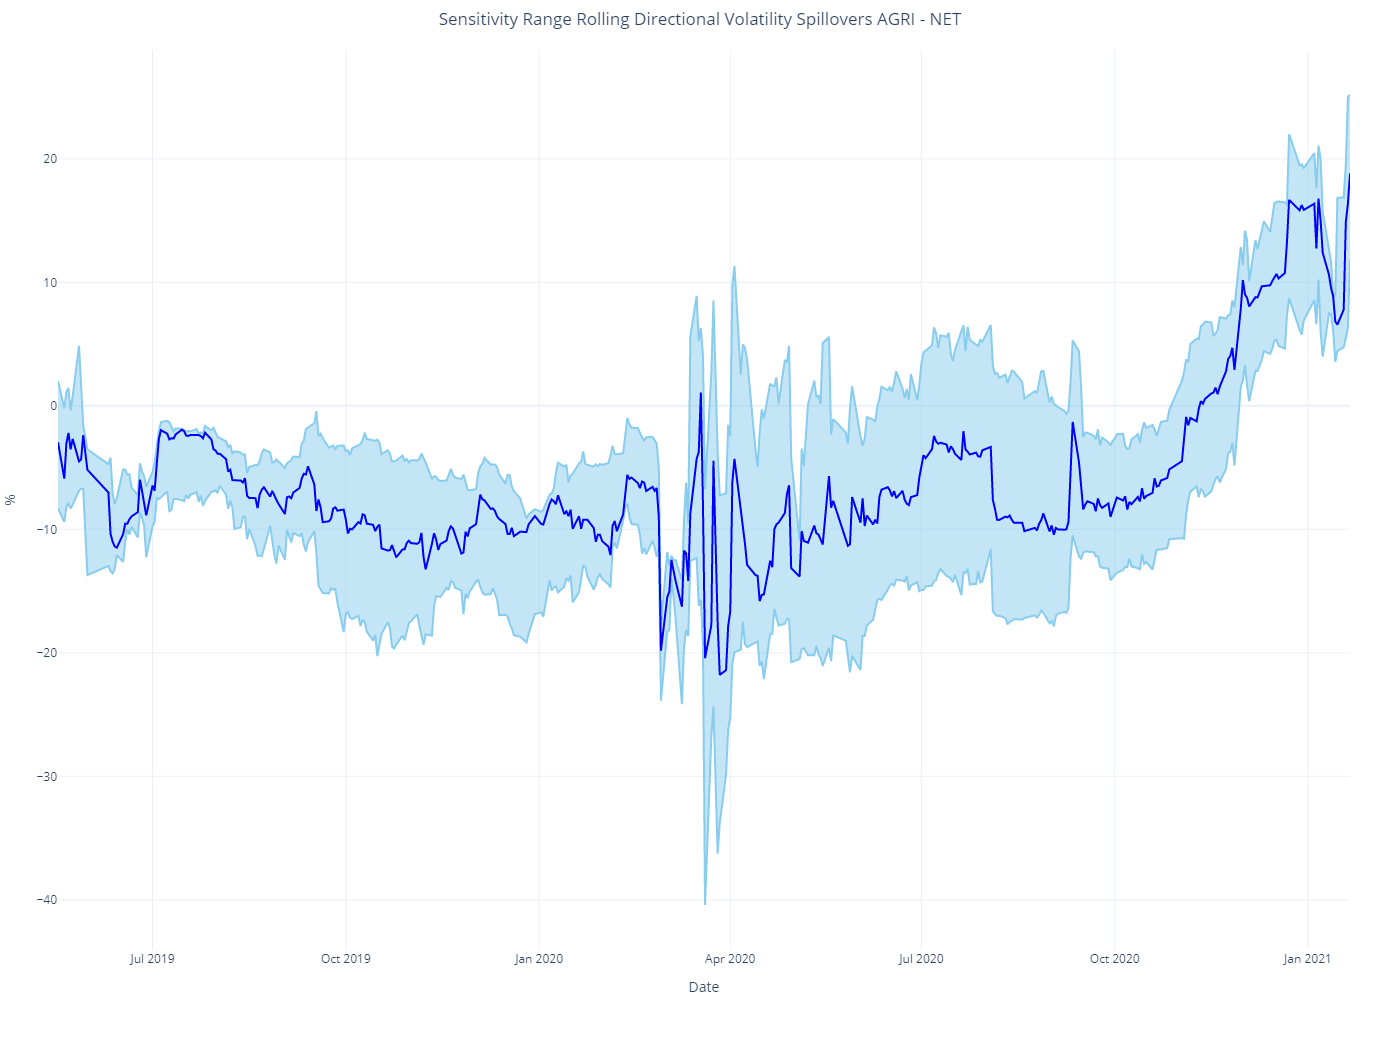 Sensitivity Range Rolling Directional Volatility Spillovers AGRI - NET
%
20
10
0
−10
−20
−30
−40
Jul 2019
Oct 2019
Jan 2020
Apr 2020
Jul 2020
Oct 2020
Jan 2021
Date